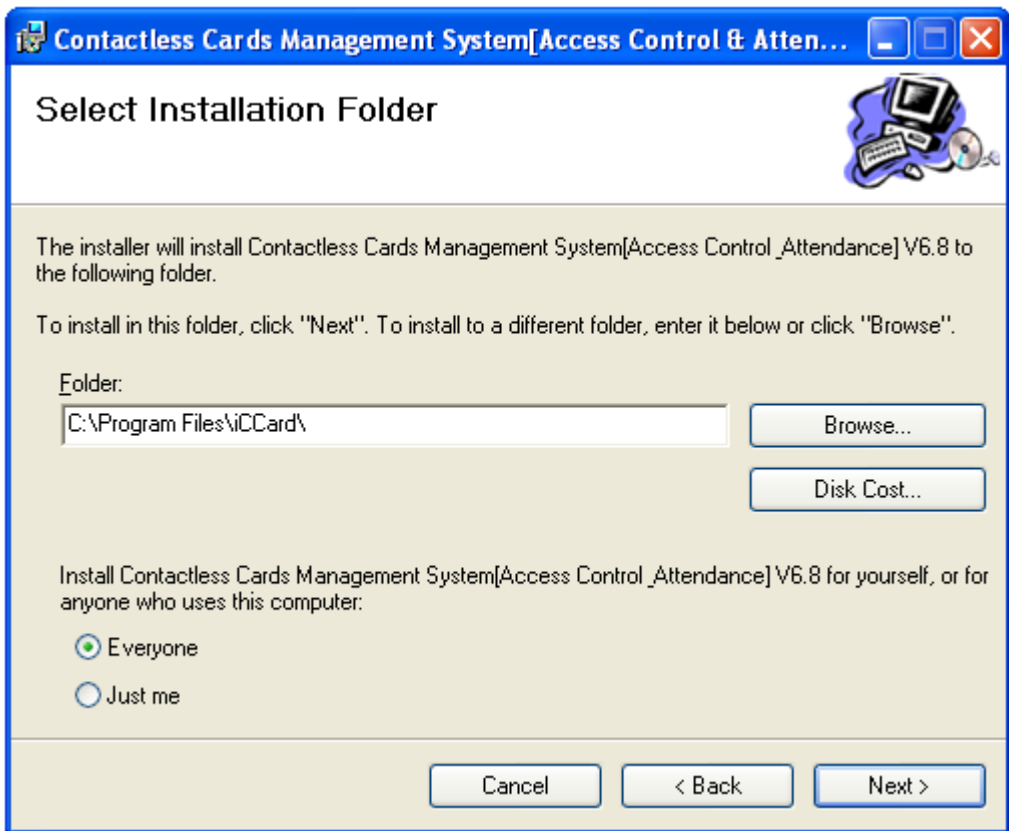 Contactless Cards Management System[Access Control & Atten...
Select Installation Folder
The installer will install Contactless Cards Management System[Access Control _Attendance] V6.8 to
the following folder.
To install in this folder, click "Next". To install to a different folder, enter it below or click "Browse".
Folder:
C:\Program Files\iCCard\
Browse...
Disk Cost...
Install Contactless Cards Management System[Access Control _Attendance] V6.8 for yourself, or for
anyone who uses this computer:
Everyone
Just me
Cancel
< Back
Next >